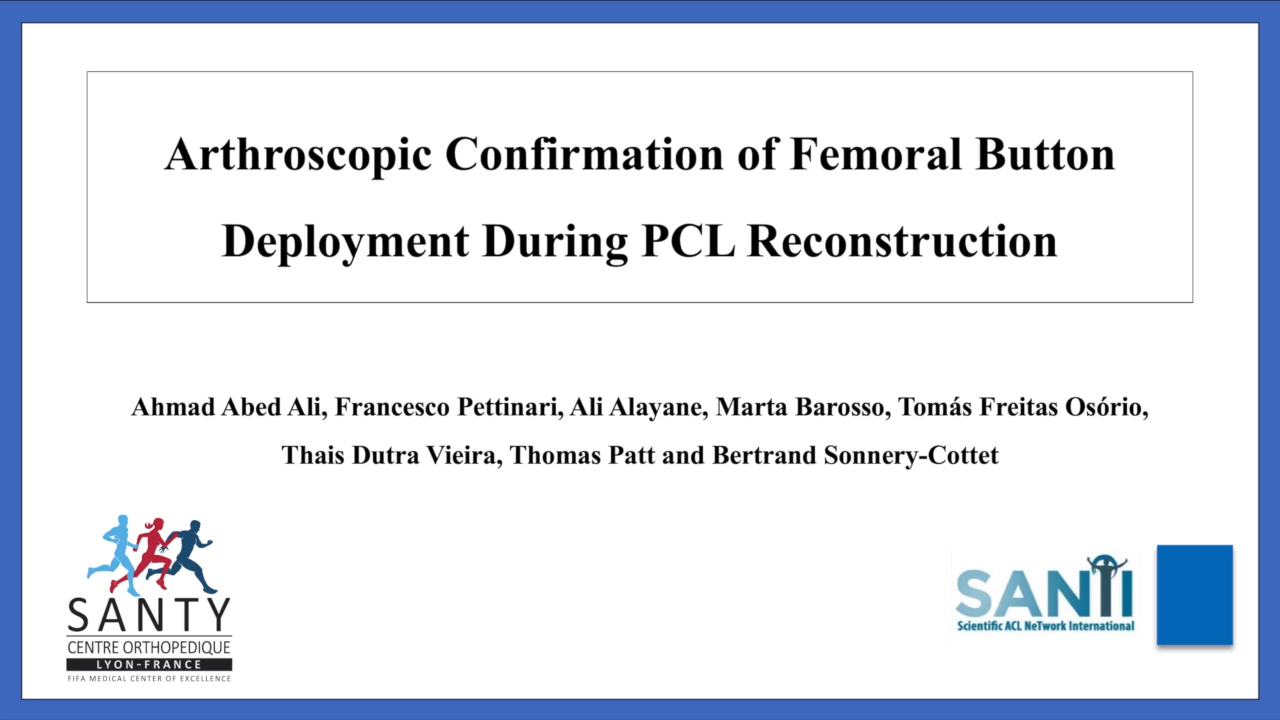 Arthroscopic Confirmation of Femoral Button
Deployment During PCL Reconstruction
Ahmad Abed Ali, Francesco Pettinari, Ali Alayane, Marta Barosso, Tomás Freitas Osório,
Thais Dutra Vieira, Thomas Patt and Bertrand Sonnery-Cottet
SANTY
CENTRE ORTHOPEDIQUE
LYON-FRANCE
FIFA MEDICAL CENTER OF EXCELLENCE
SANTI
Scientific ACL NeTwork International